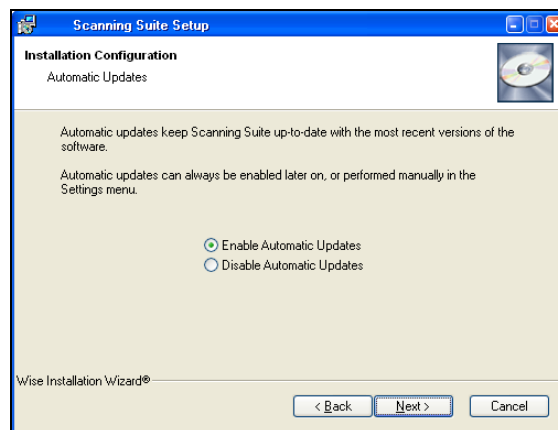 Scanning Suite Setup
Installation Configuration
Automatic Updates
Automatic updates keep Scanning Suite up-to-date with the most recent versions of the
software.
Automatic updates can always be enabled later on, or performed manually in the
Settings menu.
Enable Automatic Updates
Disable Automatic Updates
Wise Installation Wizard®
< Back
Next >
Cancel